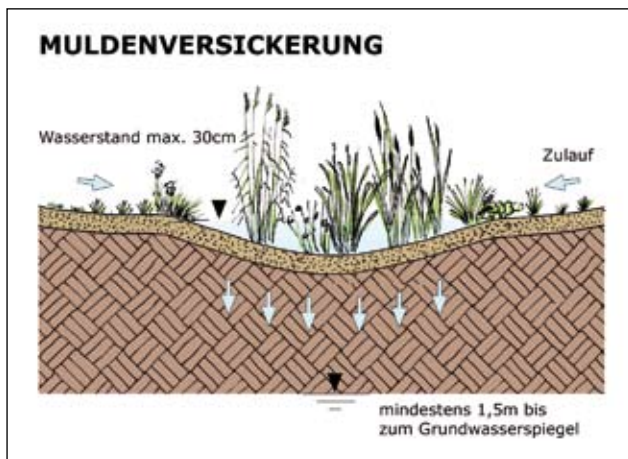 MULDENVERSICKERUNG
Wasserstand max. 30cm
Zulauf
mindestens 1,5m bis
zum Grundwasserspiegel